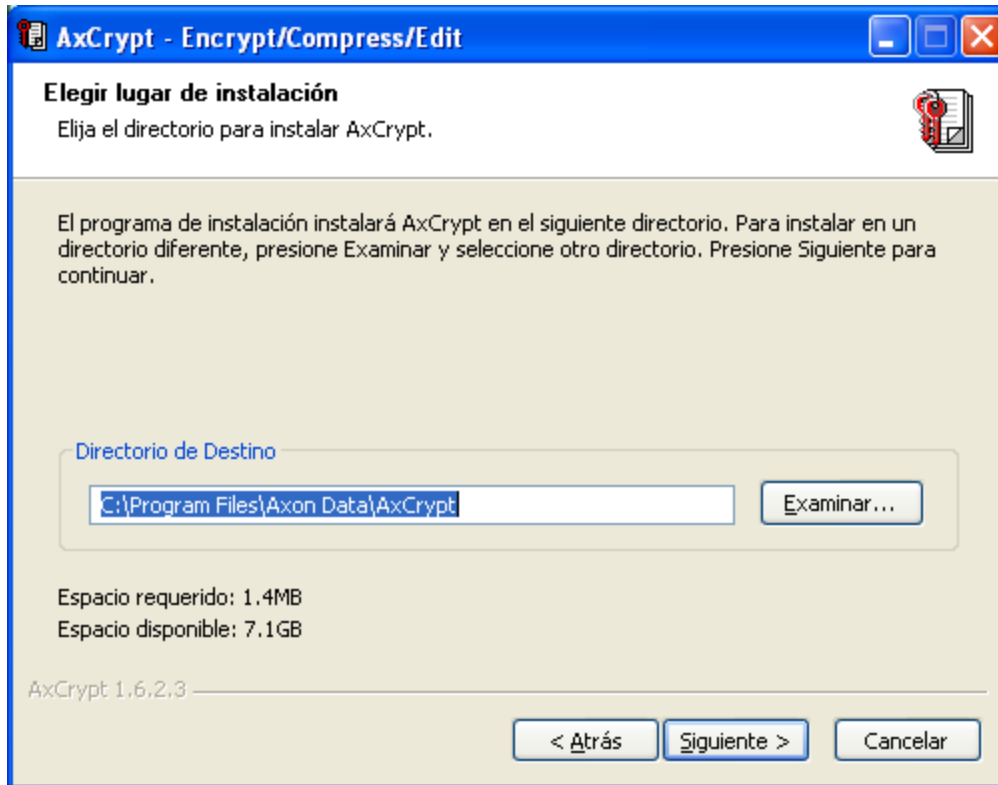 AxCrypt - Encrypt/Compress/Edit
Elegir lugar de instalación
Elija el directorio para instalar AxCrypt.
El programa de instalación instalará AxCrypt en el siguiente directorio. Para instalar en un
directorio diferente, presione Examinar y seleccione otro directorio. Presione Siguiente para
continuar.
Directorio de Destino
C:\Program Files\Axon Data\AxCrypt
Examinar...
Espacio requerido: 1.4MB
Espacio disponible: 7.1GB
AxCrypt 1.6.2.3
< Atrás
Siguiente >
Cancelar